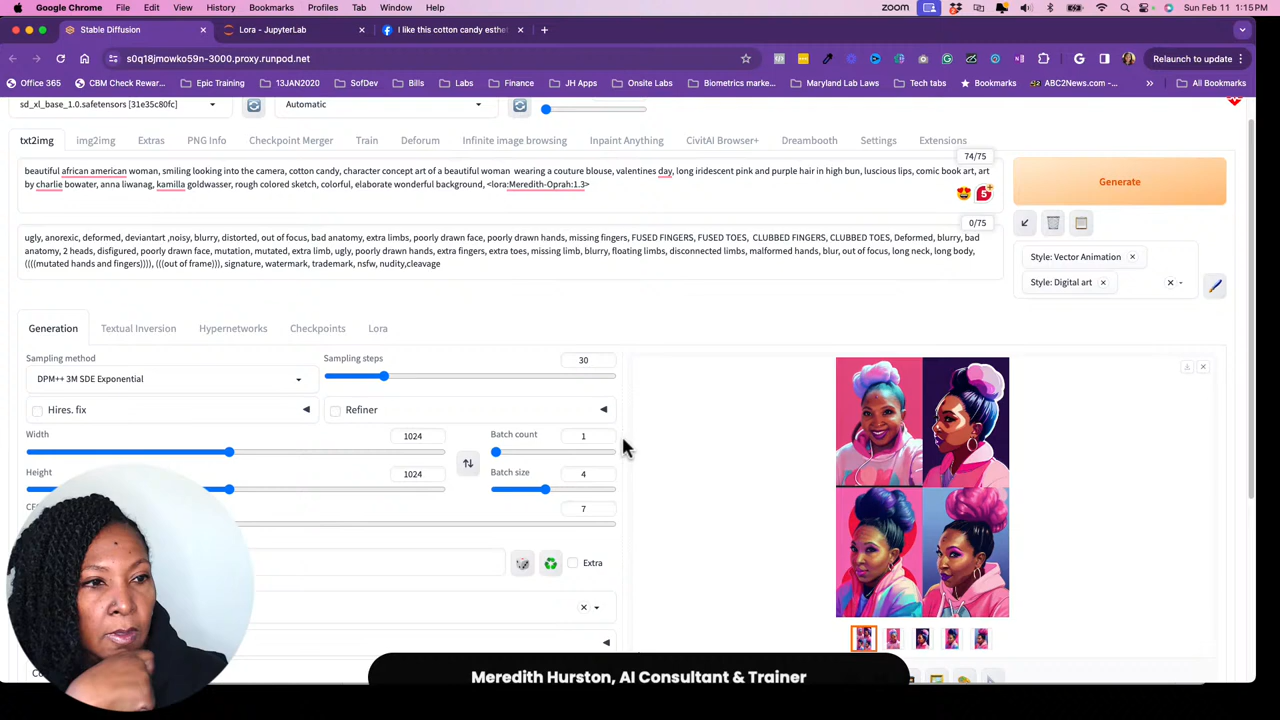 Google Chrome File Edit View History Bookmarks Profiles Tab Window Help zoom Sun Feb 11 1:15 PM
Stable Diffusion Lora - JupyterLab I like this cotton candy esthe
s0q18jmowko59n-3000.proxy.runpod.net Relaunch to update
Office 365 CBM Check Rewar... Epic Training 13JAN2020 SofDev Bills Labs Finance JH Apps Onsite Labs Biometrics marke... Maryland Lab Laws Tech tabs Bookmarks ABC2News.com -... » All Bookmarks
sd_xl_base_1.0.safetensors [31e35c80fc] Automatic
txt2img img2img Extras PNG Info Checkpoint Merger Train Deforum Infinite image browsing Inpaint Anything CivitAI Browser+ Dreambooth Settings Extensions
74/75
beautiful african american woman, smiling looking into the camera, cotton candy, character concept art of a beautiful woman wearing a couture blouse, valentines day, long iridescent pink and purple hair in high bun, luscious lips, comic book art, art
by charlie bowater, anna liwanag, kamilla goldwasser, rough colored sketch, colorful, elaborate wonderful background, <lora:Meredith-Oprah:1.3>
5
Generate
0/75
ugly, anorexic, deformed, deviantart ,noisy, blurry, distorted, out of focus, bad anatomy, extra limbs, poorly drawn face, poorly drawn hands, missing fingers, FUSED FINGERS, FUSED TOES, CLUBBED FINGERS, CLUBBED TOES, Deformed, blurry, bad
anatomy, 2 heads, disfigured, poorly drawn face, mutation, mutated, extra limb, ugly, poorly drawn hands, extra fingers, extra toes, missing limb, blurry, floating limbs, disconnected limbs, malformed hands, blur, out of focus, long neck, long body,
((((mutated hands and fingers)))), (((out of frame))), signature, watermark, trademark, nsfw, nudity,cleavage
Style: Vector Animation ×
Style: Digital art ×
Generation Textual Inversion Hypernetworks Checkpoints Lora
Sampling method Sampling steps 30
DPM++ 3M SDE Exponential
Hires. fix Refiner
Width 1024 Batch count 1
Height 1024 Batch size 4
7
Extra
Meredith Hurston, AI Consultant & Trainer